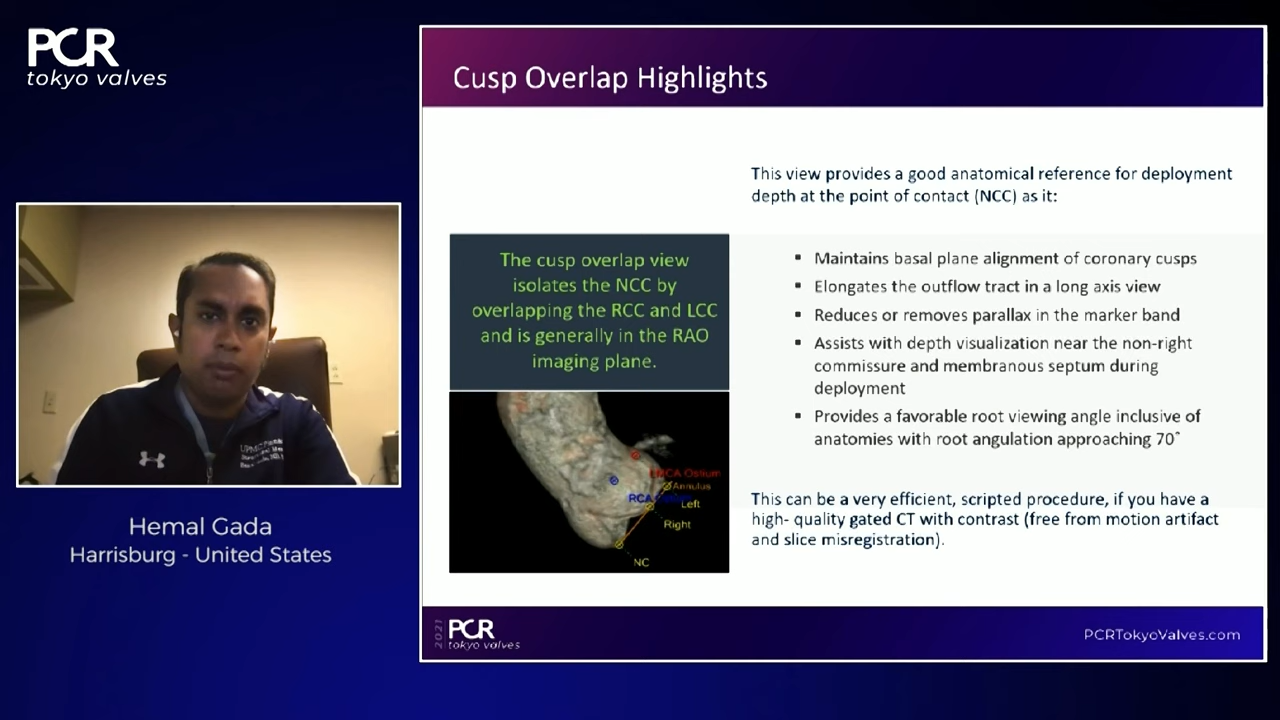 PCR
tokyo valves
Cusp Overlap Highlights
This view provides a good anatomical reference for deployment
depth at the point of contact (NCC) as it:
The cusp overlap view
isolates the NCC by
overlapping the RCC and LCC
and is generally in the RAO
imaging plane.
▪ Maintains basal plane alignment of coronary cusps
▪ Elongates the outflow tract in a long axis view
▪ Reduces or removes parallax in the marker band
▪ Assists with depth visualization near the non-right
commissure and membranous septum during
deployment
▪ Provides a favorable root viewing angle inclusive of
anatomies with root angulation approaching 70˚
Ostium
Annulus
RCA
Left
Right
NC
This can be a very efficient, scripted procedure, if you have a
high- quality gated CT with contrast (free from motion artifact
and slice misregistration).
Hemal Gada
Harrisburg - United States
2021
PCR
tokyo valves
PCRTokyoValves.com